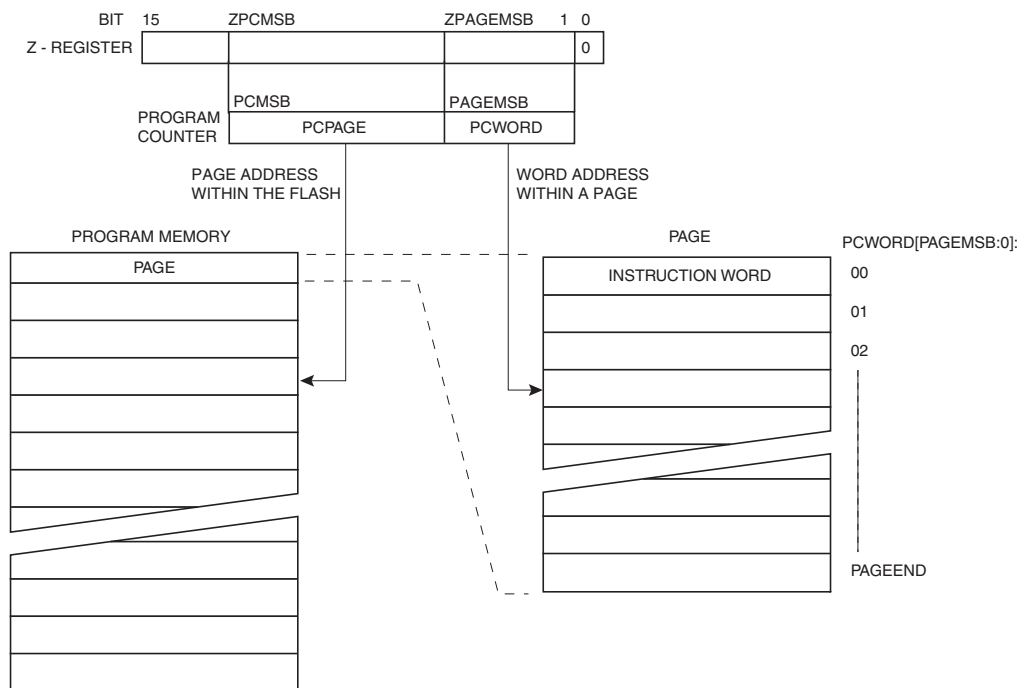 BIT 15 ZPCMSB ZPAGEMSB 1 0
Z - REGISTER 0
PCMSB PAGEMSB
PROGRAM
COUNTER
PCPAGE PCWORD
PAGE ADDRESS
WITHIN THE FLASH
WORD ADDRESS
WITHIN A PAGE
PROGRAM MEMORY
PAGE
PAGE
INSTRUCTION WORD
PCWORD[PAGEMSB:0]:
00
01
02
PAGEEND